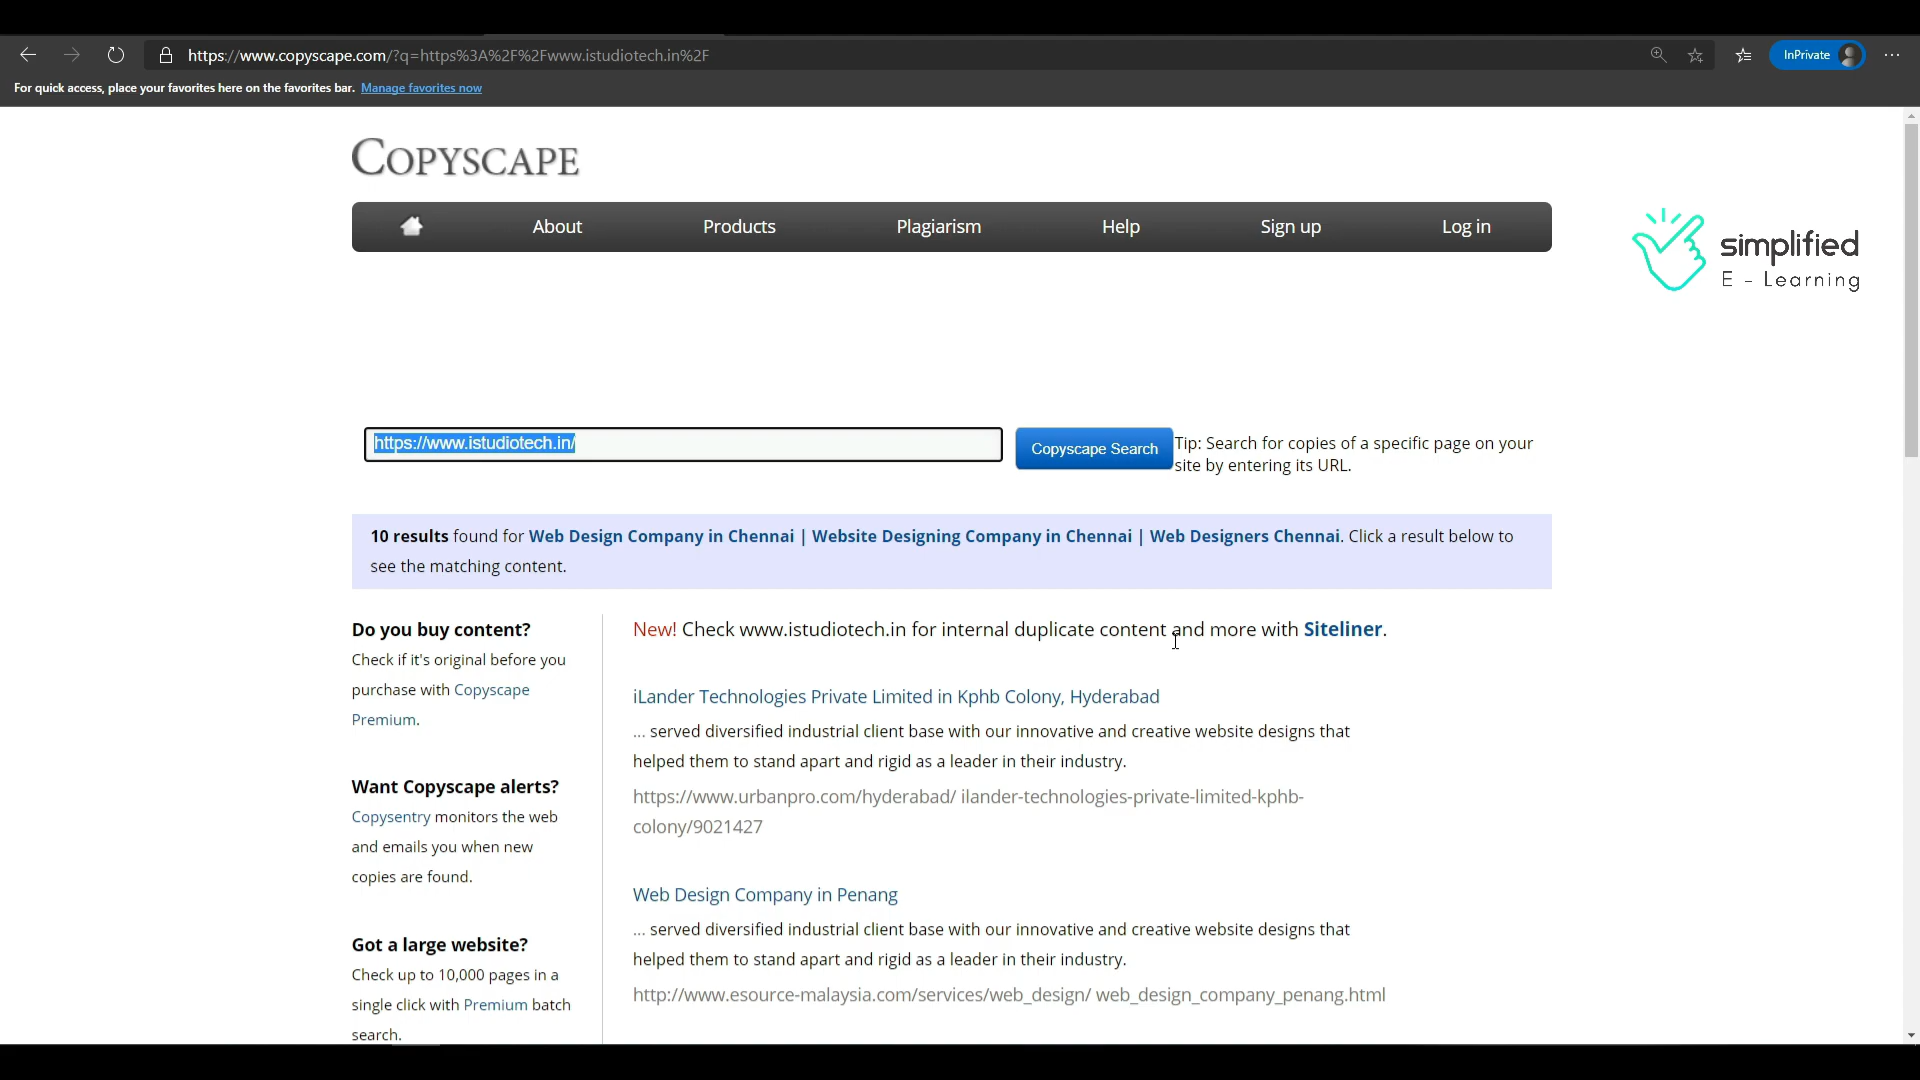 https://www.copyscape.com/?q=https%3A%2F%2Fwww.istudiotech.in%2F
InPrivate
For quick access, place your favorites here on the favorites bar. Manage favorites now
COPYSCAPE
About Products Plagiarism Help Sign up Log in
simplified
E - Learning
https://www.istudiotech.in/
Copyscape Search
Tip: Search for copies of a specific page on your
site by entering its URL.
10 results found for Web Design Company in Chennai | Website Designing Company in Chennai | Web Designers Chennai. Click a result below to
see the matching content.
Do you buy content?
Check if it's original before you
purchase with Copyscape
Premium.
Want Copyscape alerts?
Copysentry monitors the web
and emails you when new
copies are found.
Got a large website?
Check up to 10,000 pages in a
single click with Premium batch
search.
New! Check www.istudiotech.in for internal duplicate content and more with Siteliner.
iLander Technologies Private Limited in Kphb Colony, Hyderabad
... served diversified industrial client base with our innovative and creative website designs that
helped them to stand apart and rigid as a leader in their industry.
https://www.urbanpro.com/hyderabad/ ilander-technologies-private-limited-kphb-
colony/9021427
Web Design Company in Penang
... served diversified industrial client base with our innovative and creative website designs that
helped them to stand apart and rigid as a leader in their industry.
http://www.esource-malaysia.com/services/web_design/ web_design_company_penang.html